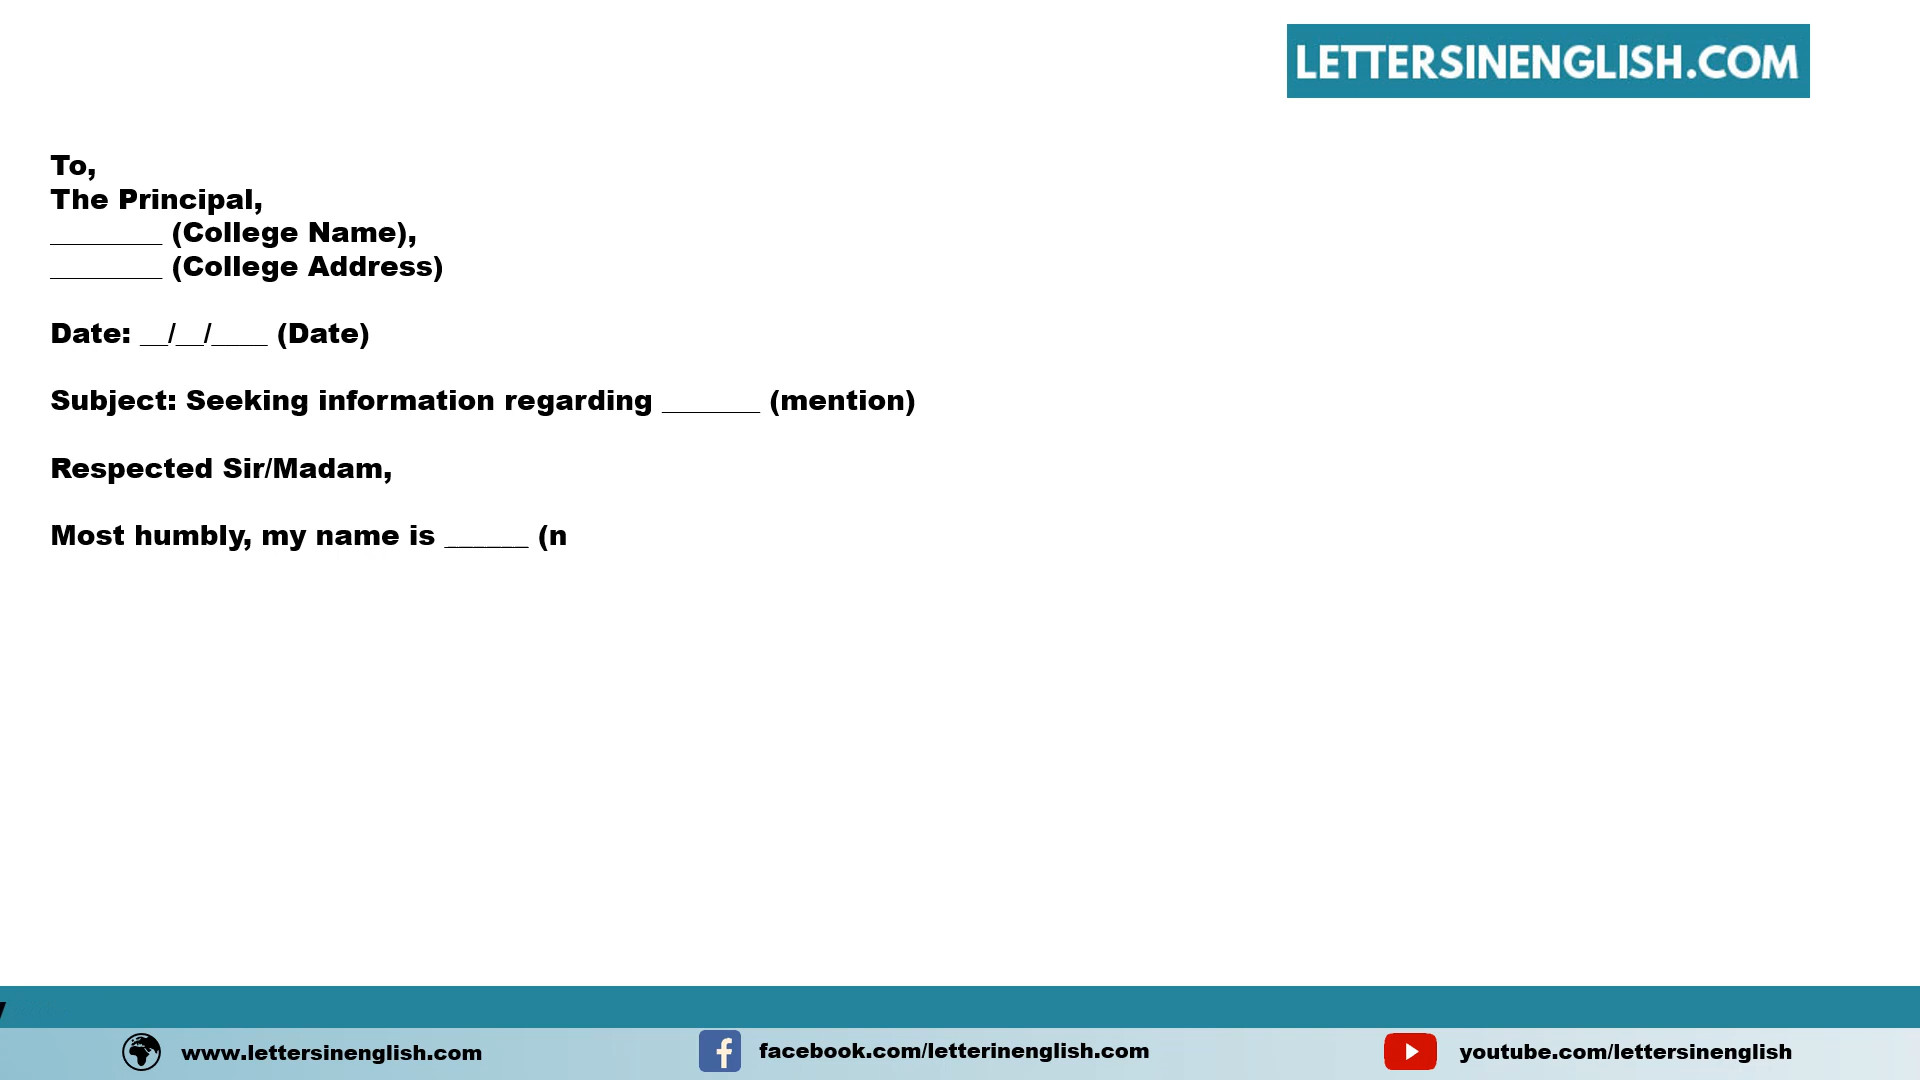 LETTERSINENGLISH.COM
To,
The Principal,
________ (College Name),
________ (College Address)
Date: __/__/____ (Date)
Subject: Seeking information regarding _______ (mention)
Respected Sir/Madam,
Most humbly, my name is ______ (n
www.lettersinenglish.com
facebook.com/letterinenglish.com
youtube.com/lettersinenglish